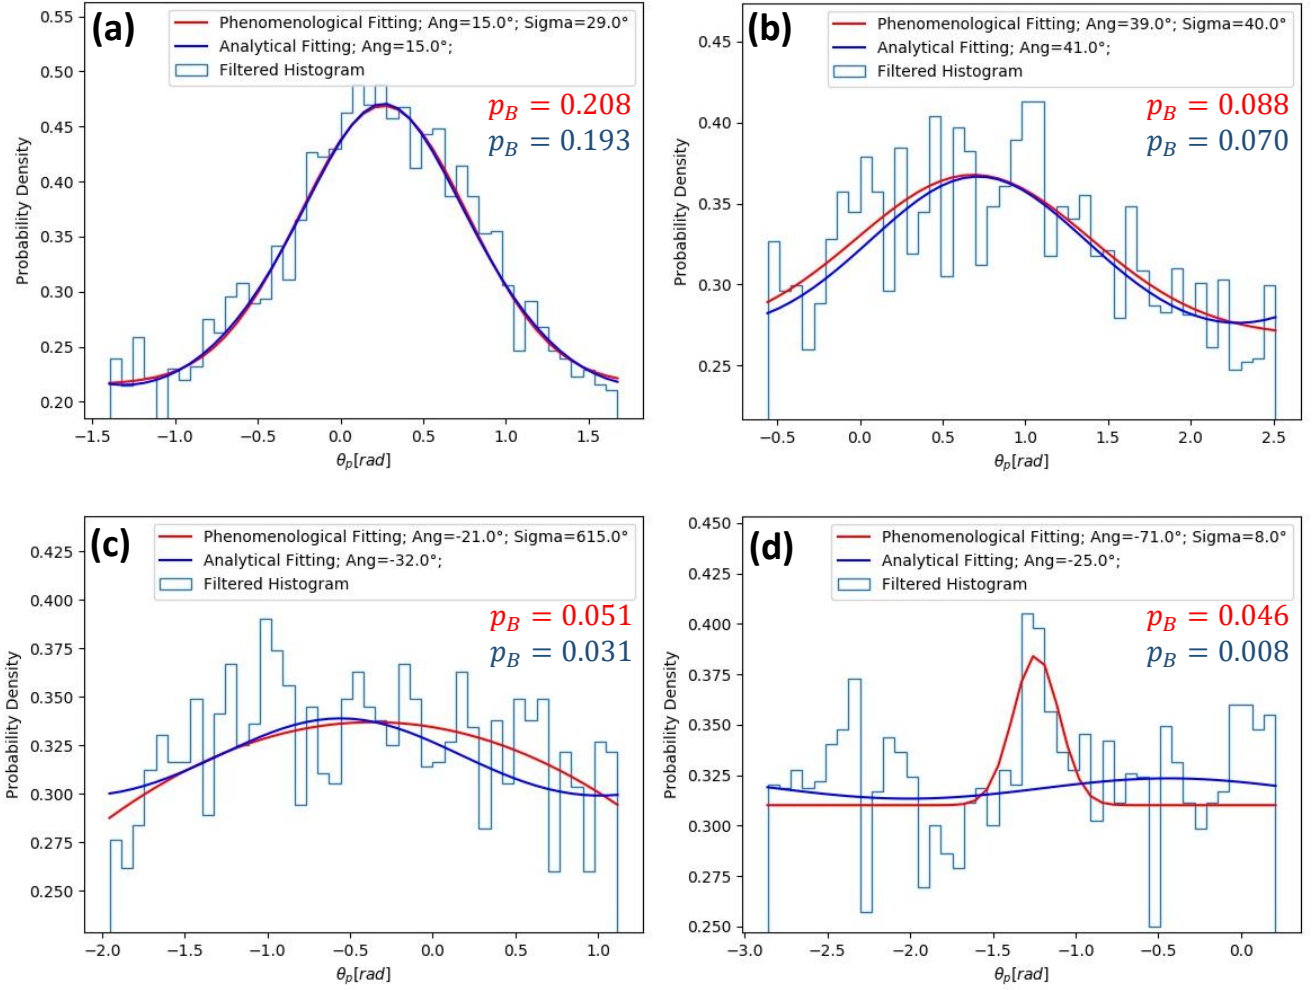 (a)
Phenomenological Fitting; Ang=15.0°; Sigma=29.0°
Analytical Fitting; Ang=15.0°;
Filtered Histogram
p_B = 0.208
p_B = 0.193
Probability Density
0.55
0.50
0.45
0.40
0.35
0.30
0.25
0.20
−1.5 −1.0 −0.5 0.0 0.5 1.0 1.5
θ_p[rad]
(b)
Phenomenological Fitting; Ang=39.0°; Sigma=40.0°
Analytical Fitting; Ang=41.0°;
Filtered Histogram
p_B = 0.088
p_B = 0.070
Probability Density
0.45
0.40
0.35
0.30
0.25
−0.5 0.0 0.5 1.0 1.5 2.0 2.5
θ_p[rad]
(c)
Phenomenological Fitting; Ang=-21.0°; Sigma=615.0°
Analytical Fitting; Ang=-32.0°;
Filtered Histogram
p_B = 0.051
p_B = 0.031
Probability Density
0.425
0.400
0.375
0.350
0.325
0.300
0.275
0.250
−2.0 −1.5 −1.0 −0.5 0.0 0.5 1.0
θ_p[rad]
(d)
Phenomenological Fitting; Ang=-71.0°; Sigma=8.0°
Analytical Fitting; Ang=-25.0°;
Filtered Histogram
p_B = 0.046
p_B = 0.008
Probability Density
0.450
0.425
0.400
0.375
0.350
0.325
0.300
0.275
0.250
−3.0 −2.5 −2.0 −1.5 −1.0 −0.5 0.0
θ_p[rad]